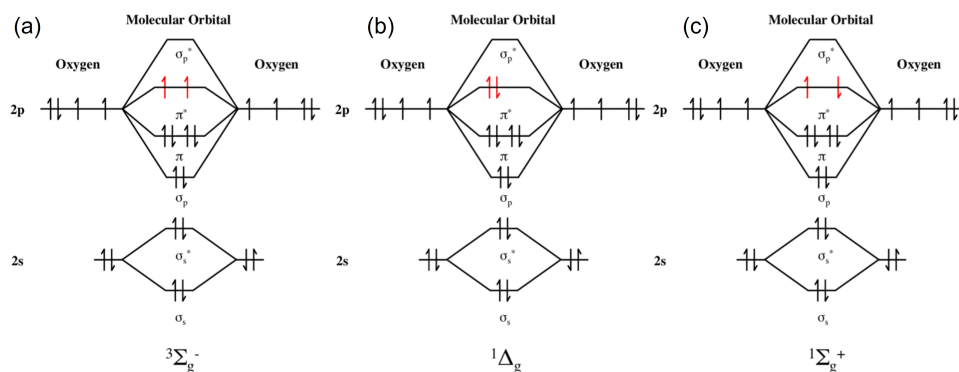 (a)
Molecular Orbital
σp*
Oxygen
Oxygen
2p
π*
π
σp
2s
σs*
σs
³Σg⁻
(b)
Molecular Orbital
σp*
Oxygen
Oxygen
2p
π*
π
σp
2s
σs*
σs
¹Δg
(c)
Molecular Orbital
σp*
Oxygen
Oxygen
2p
π*
π
σp
2s
σs*
σs
¹Σg⁺